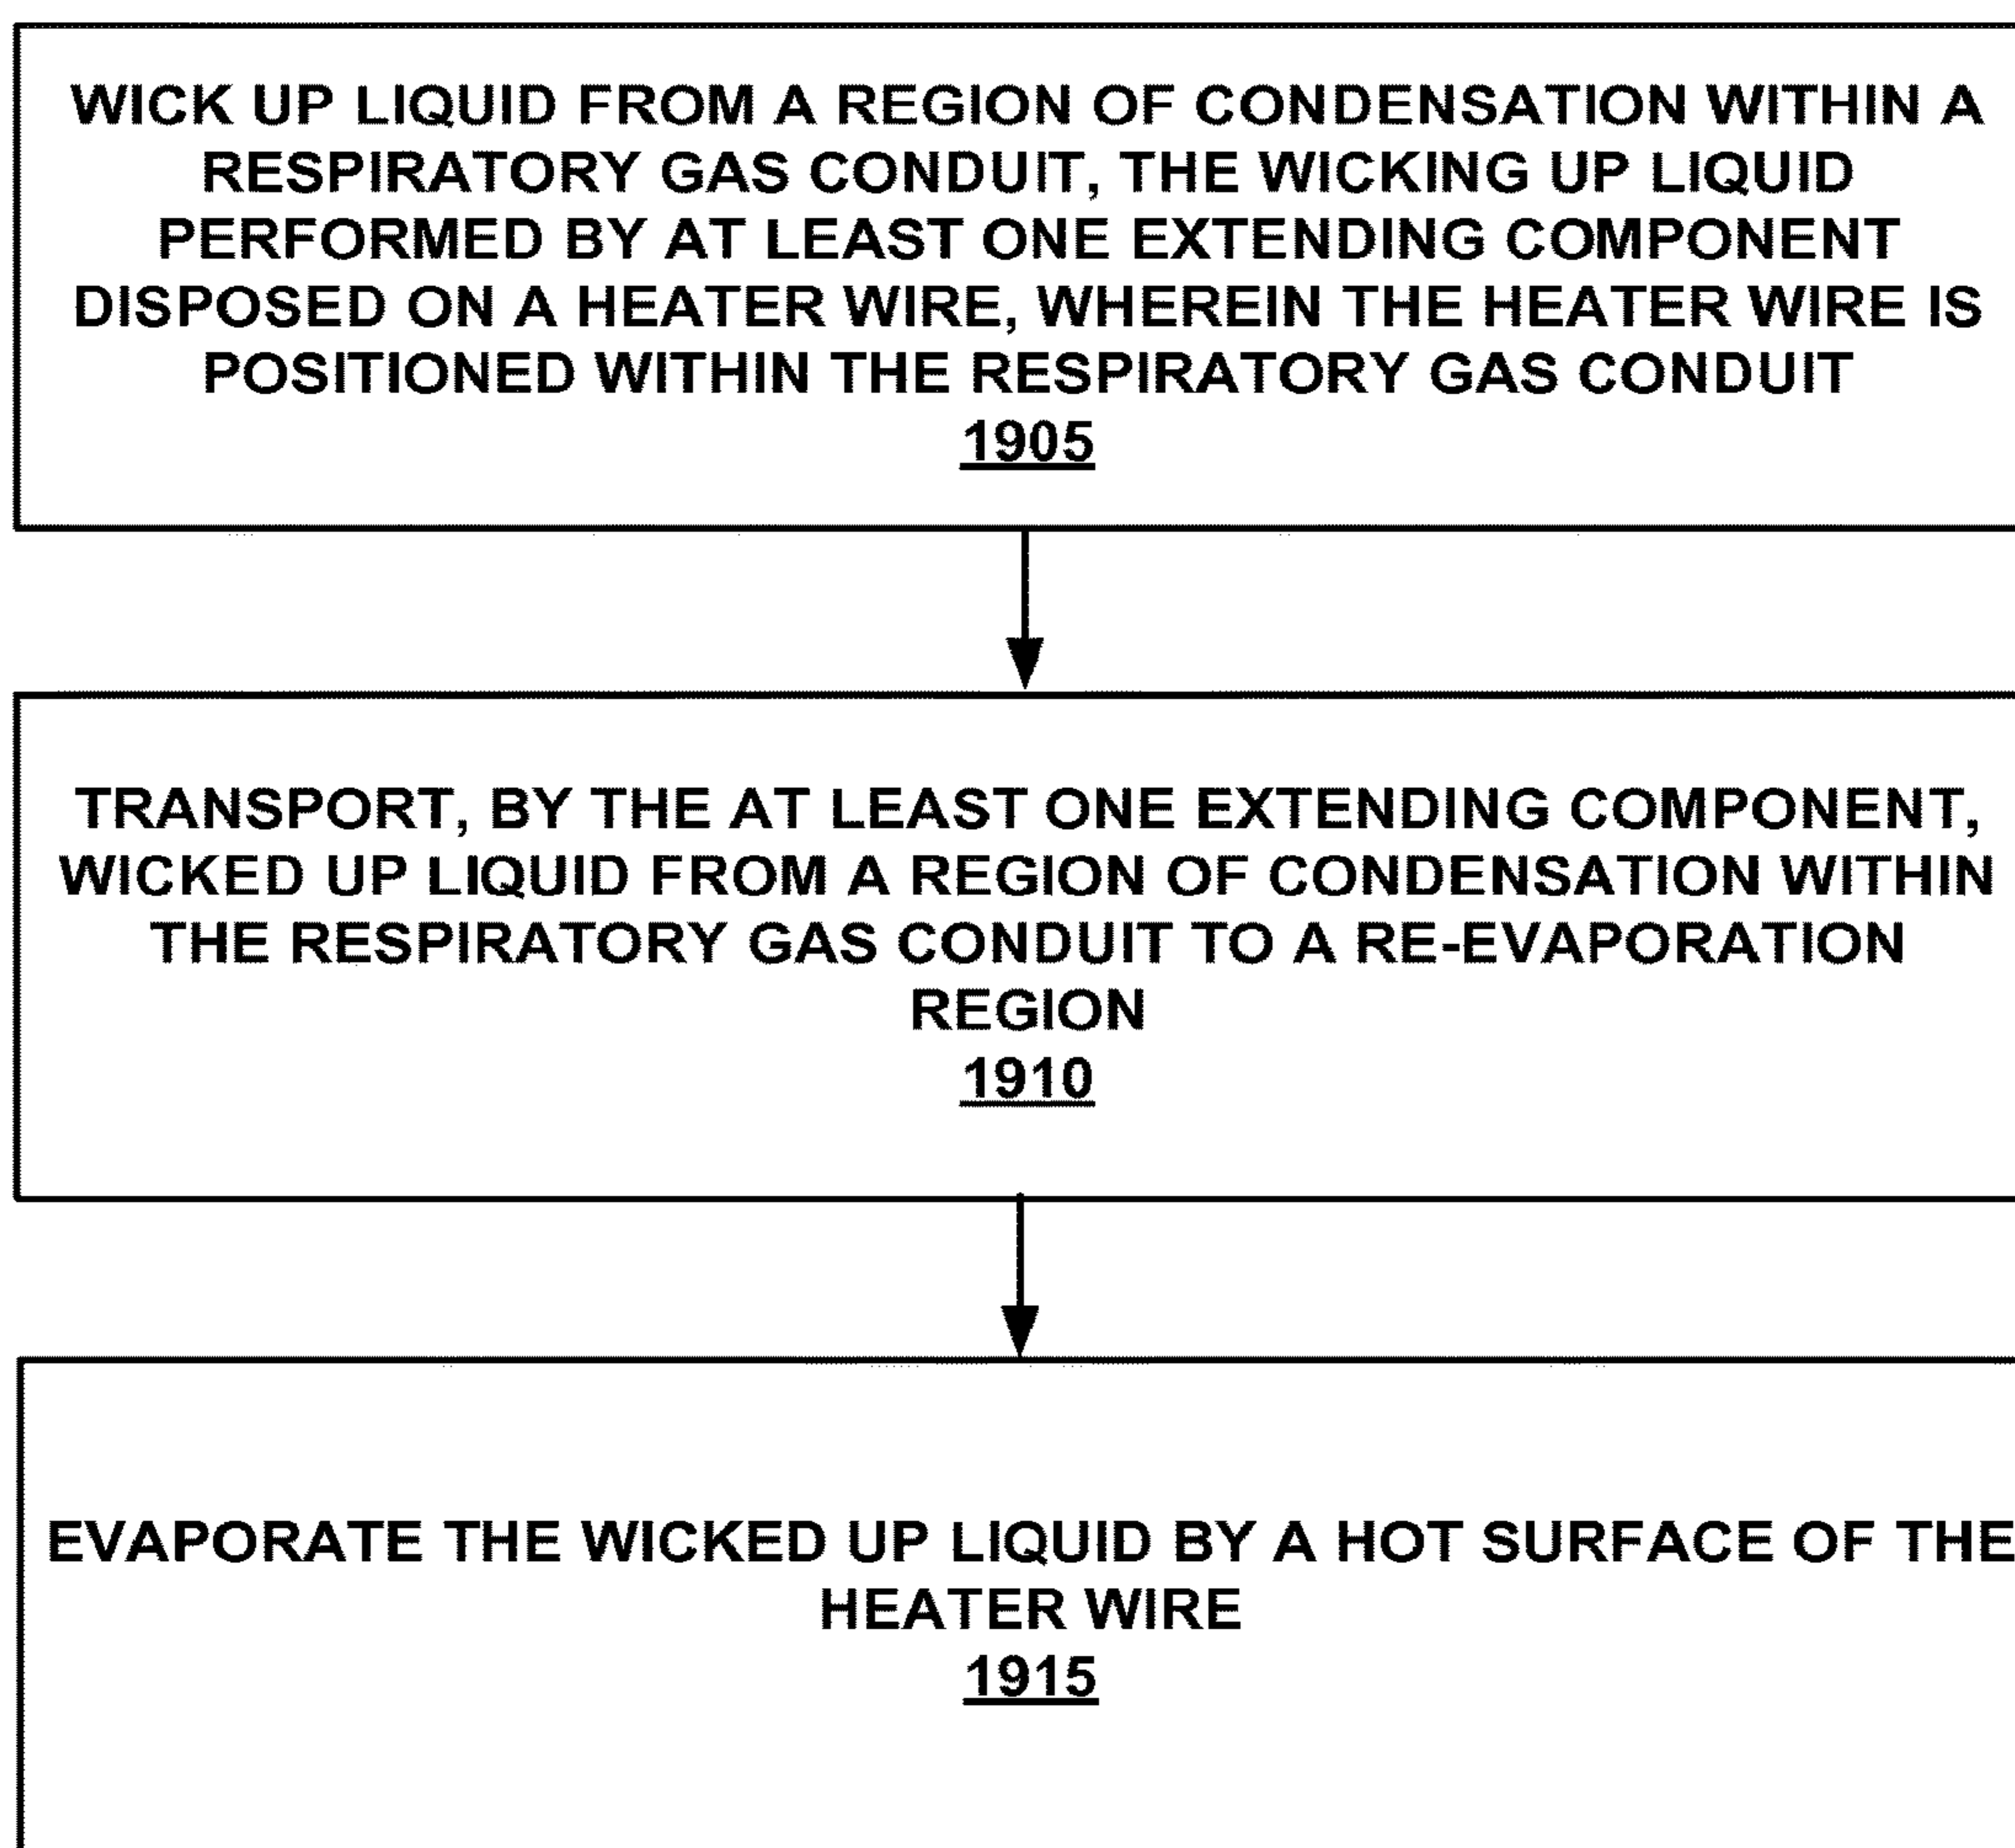 WICK UP LIQUID FROM A REGION OF CONDENSATION WITHIN A
RESPIRATORY GAS CONDUIT, THE WICKING UP LIQUID
PERFORMED BY AT LEAST ONE EXTENDING COMPONENT
DISPOSED ON A HEATER WIRE, WHEREIN THE HEATER WIRE IS
POSITIONED WITHIN THE RESPIRATORY GAS CONDUIT
1905
TRANSPORT, BY THE AT LEAST ONE EXTENDING COMPONENT,
WICKED UP LIQUID FROM A REGION OF CONDENSATION WITHIN
THE RESPIRATORY GAS CONDUIT TO A RE-EVAPORATION
REGION
1910
EVAPORATE THE WICKED UP LIQUID BY A HOT SURFACE OF THE
HEATER WIRE
1915